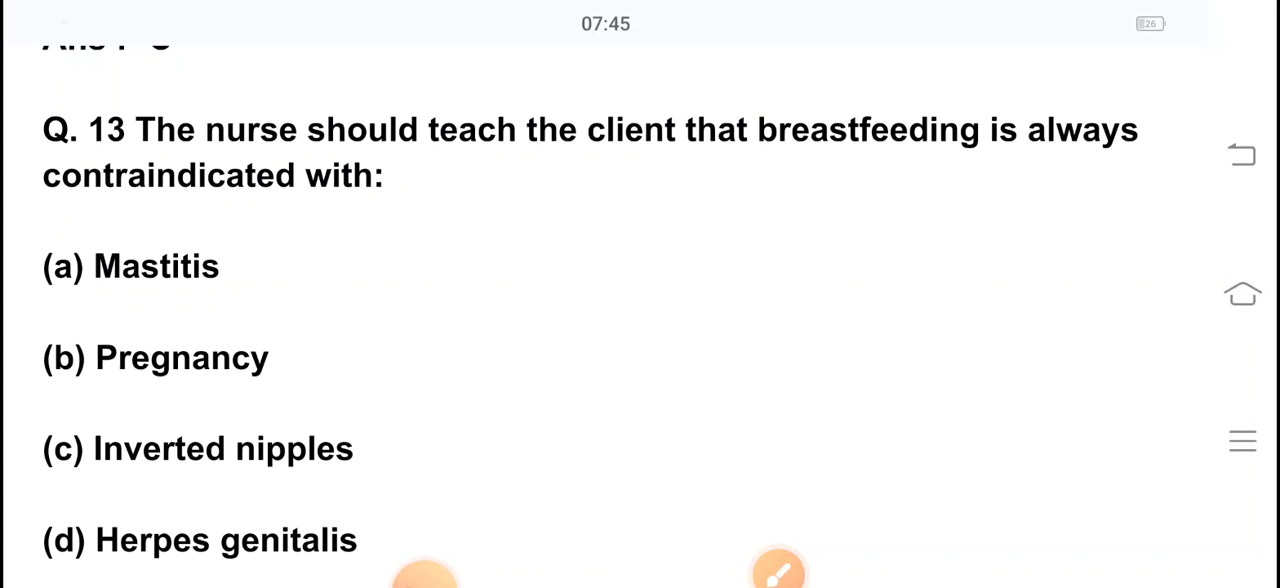 07:45
26
Q. 13 The nurse should teach the client that breastfeeding is always
contraindicated with:
(a) Mastitis
(b) Pregnancy
(c) Inverted nipples
(d) Herpes genitalis